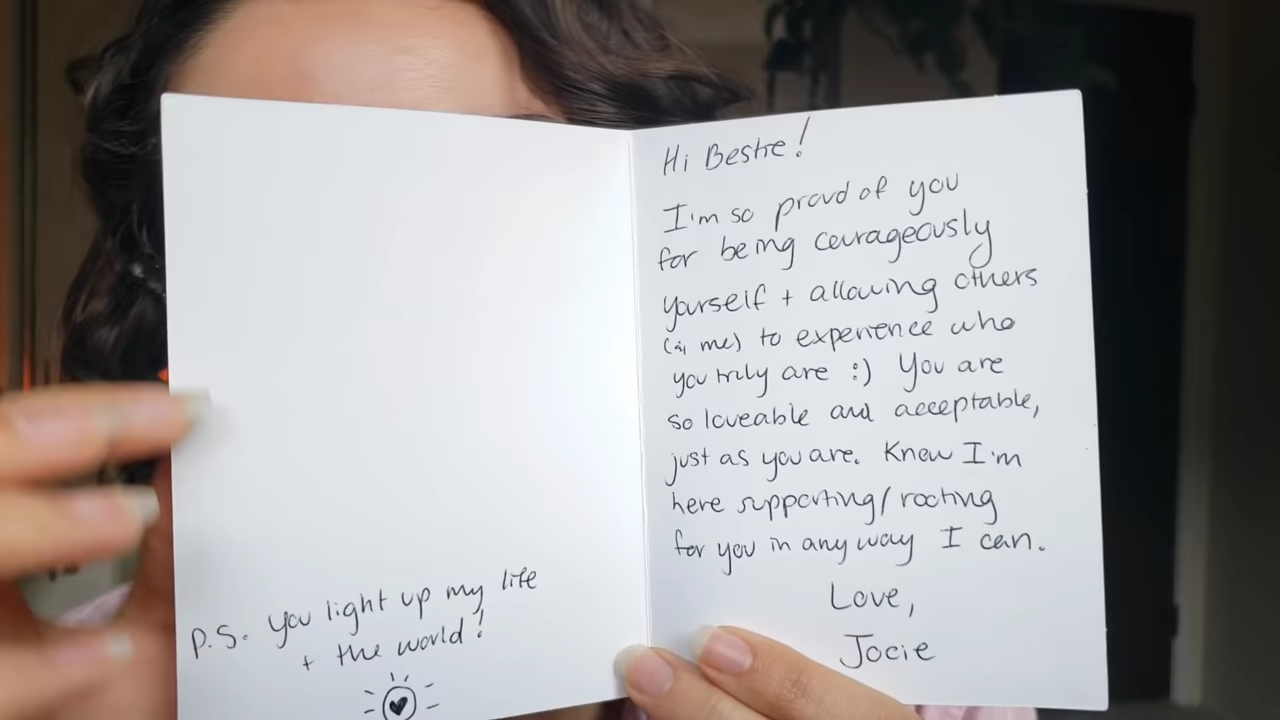 Hi Bestie!
I'm so proud of you
for being courageously
yourself + allowing others
(& me) to experience who
you truly are :) You are
so loveable and acceptable,
just as you are. Know I'm
here supporting/rooting
for you in any way I can.
Love,
Jocie
P.S. You light up my life
+ the world!